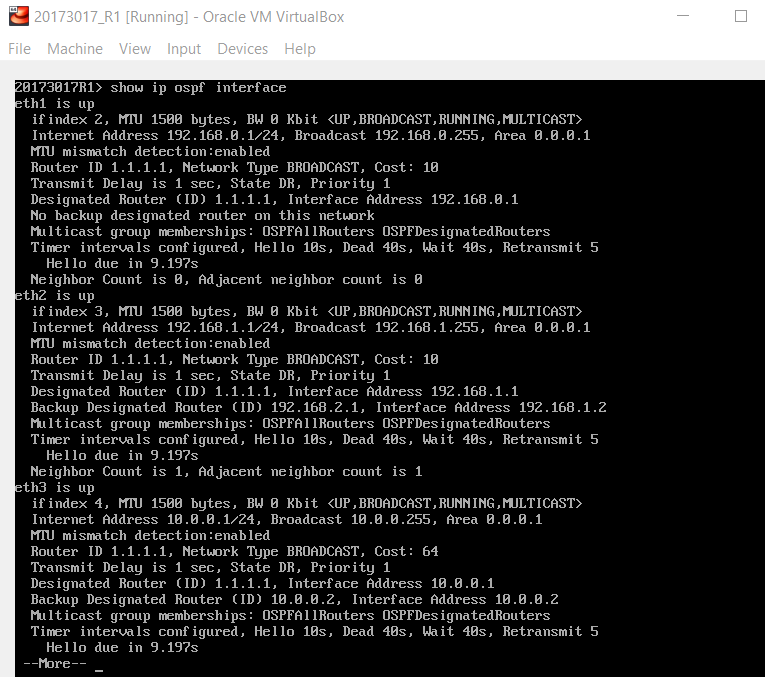 20173017_R1 [Running] - Oracle VM VirtualBox
File Machine View Input Devices Help
20173017R1> show ip ospf interface
eth1 is up
  ifindex 2, MTU 1500 bytes, BW 0 Kbit <UP,BROADCAST,RUNNING,MULTICAST>
  Internet Address 192.168.0.1/24, Broadcast 192.168.0.255, Area 0.0.0.1
  MTU mismatch detection:enabled
  Router ID 1.1.1.1, Network Type BROADCAST, Cost: 10
  Transmit Delay is 1 sec, State DR, Priority 1
  Designated Router (ID) 1.1.1.1, Interface Address 192.168.0.1
  No backup designated router on this network
  Multicast group memberships: OSPFAllRouters OSPFDesignatedRouters
  Timer intervals configured, Hello 10s, Dead 40s, Wait 40s, Retransmit 5
    Hello due in 9.197s
  Neighbor Count is 0, Adjacent neighbor count is 0
eth2 is up
  ifindex 3, MTU 1500 bytes, BW 0 Kbit <UP,BROADCAST,RUNNING,MULTICAST>
  Internet Address 192.168.1.1/24, Broadcast 192.168.1.255, Area 0.0.0.1
  MTU mismatch detection:enabled
  Router ID 1.1.1.1, Network Type BROADCAST, Cost: 10
  Transmit Delay is 1 sec, State DR, Priority 1
  Designated Router (ID) 1.1.1.1, Interface Address 192.168.1.1
  Backup Designated Router (ID) 192.168.2.1, Interface Address 192.168.1.2
  Multicast group memberships: OSPFAllRouters OSPFDesignatedRouters
  Timer intervals configured, Hello 10s, Dead 40s, Wait 40s, Retransmit 5
    Hello due in 9.197s
  Neighbor Count is 1, Adjacent neighbor count is 1
eth3 is up
  ifindex 4, MTU 1500 bytes, BW 0 Kbit <UP,BROADCAST,RUNNING,MULTICAST>
  Internet Address 10.0.0.1/24, Broadcast 10.0.0.255, Area 0.0.0.1
  MTU mismatch detection:enabled
  Router ID 1.1.1.1, Network Type BROADCAST, Cost: 64
  Transmit Delay is 1 sec, State DR, Priority 1
  Designated Router (ID) 1.1.1.1, Interface Address 10.0.0.1
  Backup Designated Router (ID) 10.0.0.2, Interface Address 10.0.0.2
  Multicast group memberships: OSPFAllRouters OSPFDesignatedRouters
  Timer intervals configured, Hello 10s, Dead 40s, Wait 40s, Retransmit 5
    Hello due in 9.197s
 --More-- _